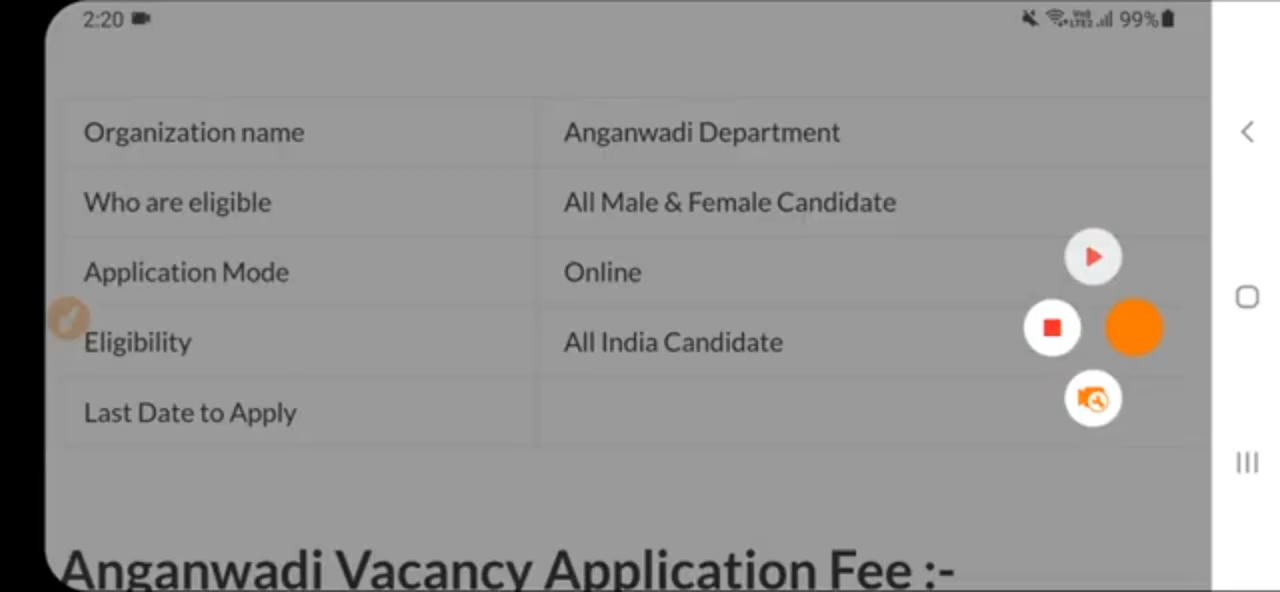 2:20 99%
Organization name Anganwadi Department
Who are eligible All Male & Female Candidate
Application Mode Online
Eligibility All India Candidate
Last Date to Apply
Anganwadi Vacancy Application Fee :-